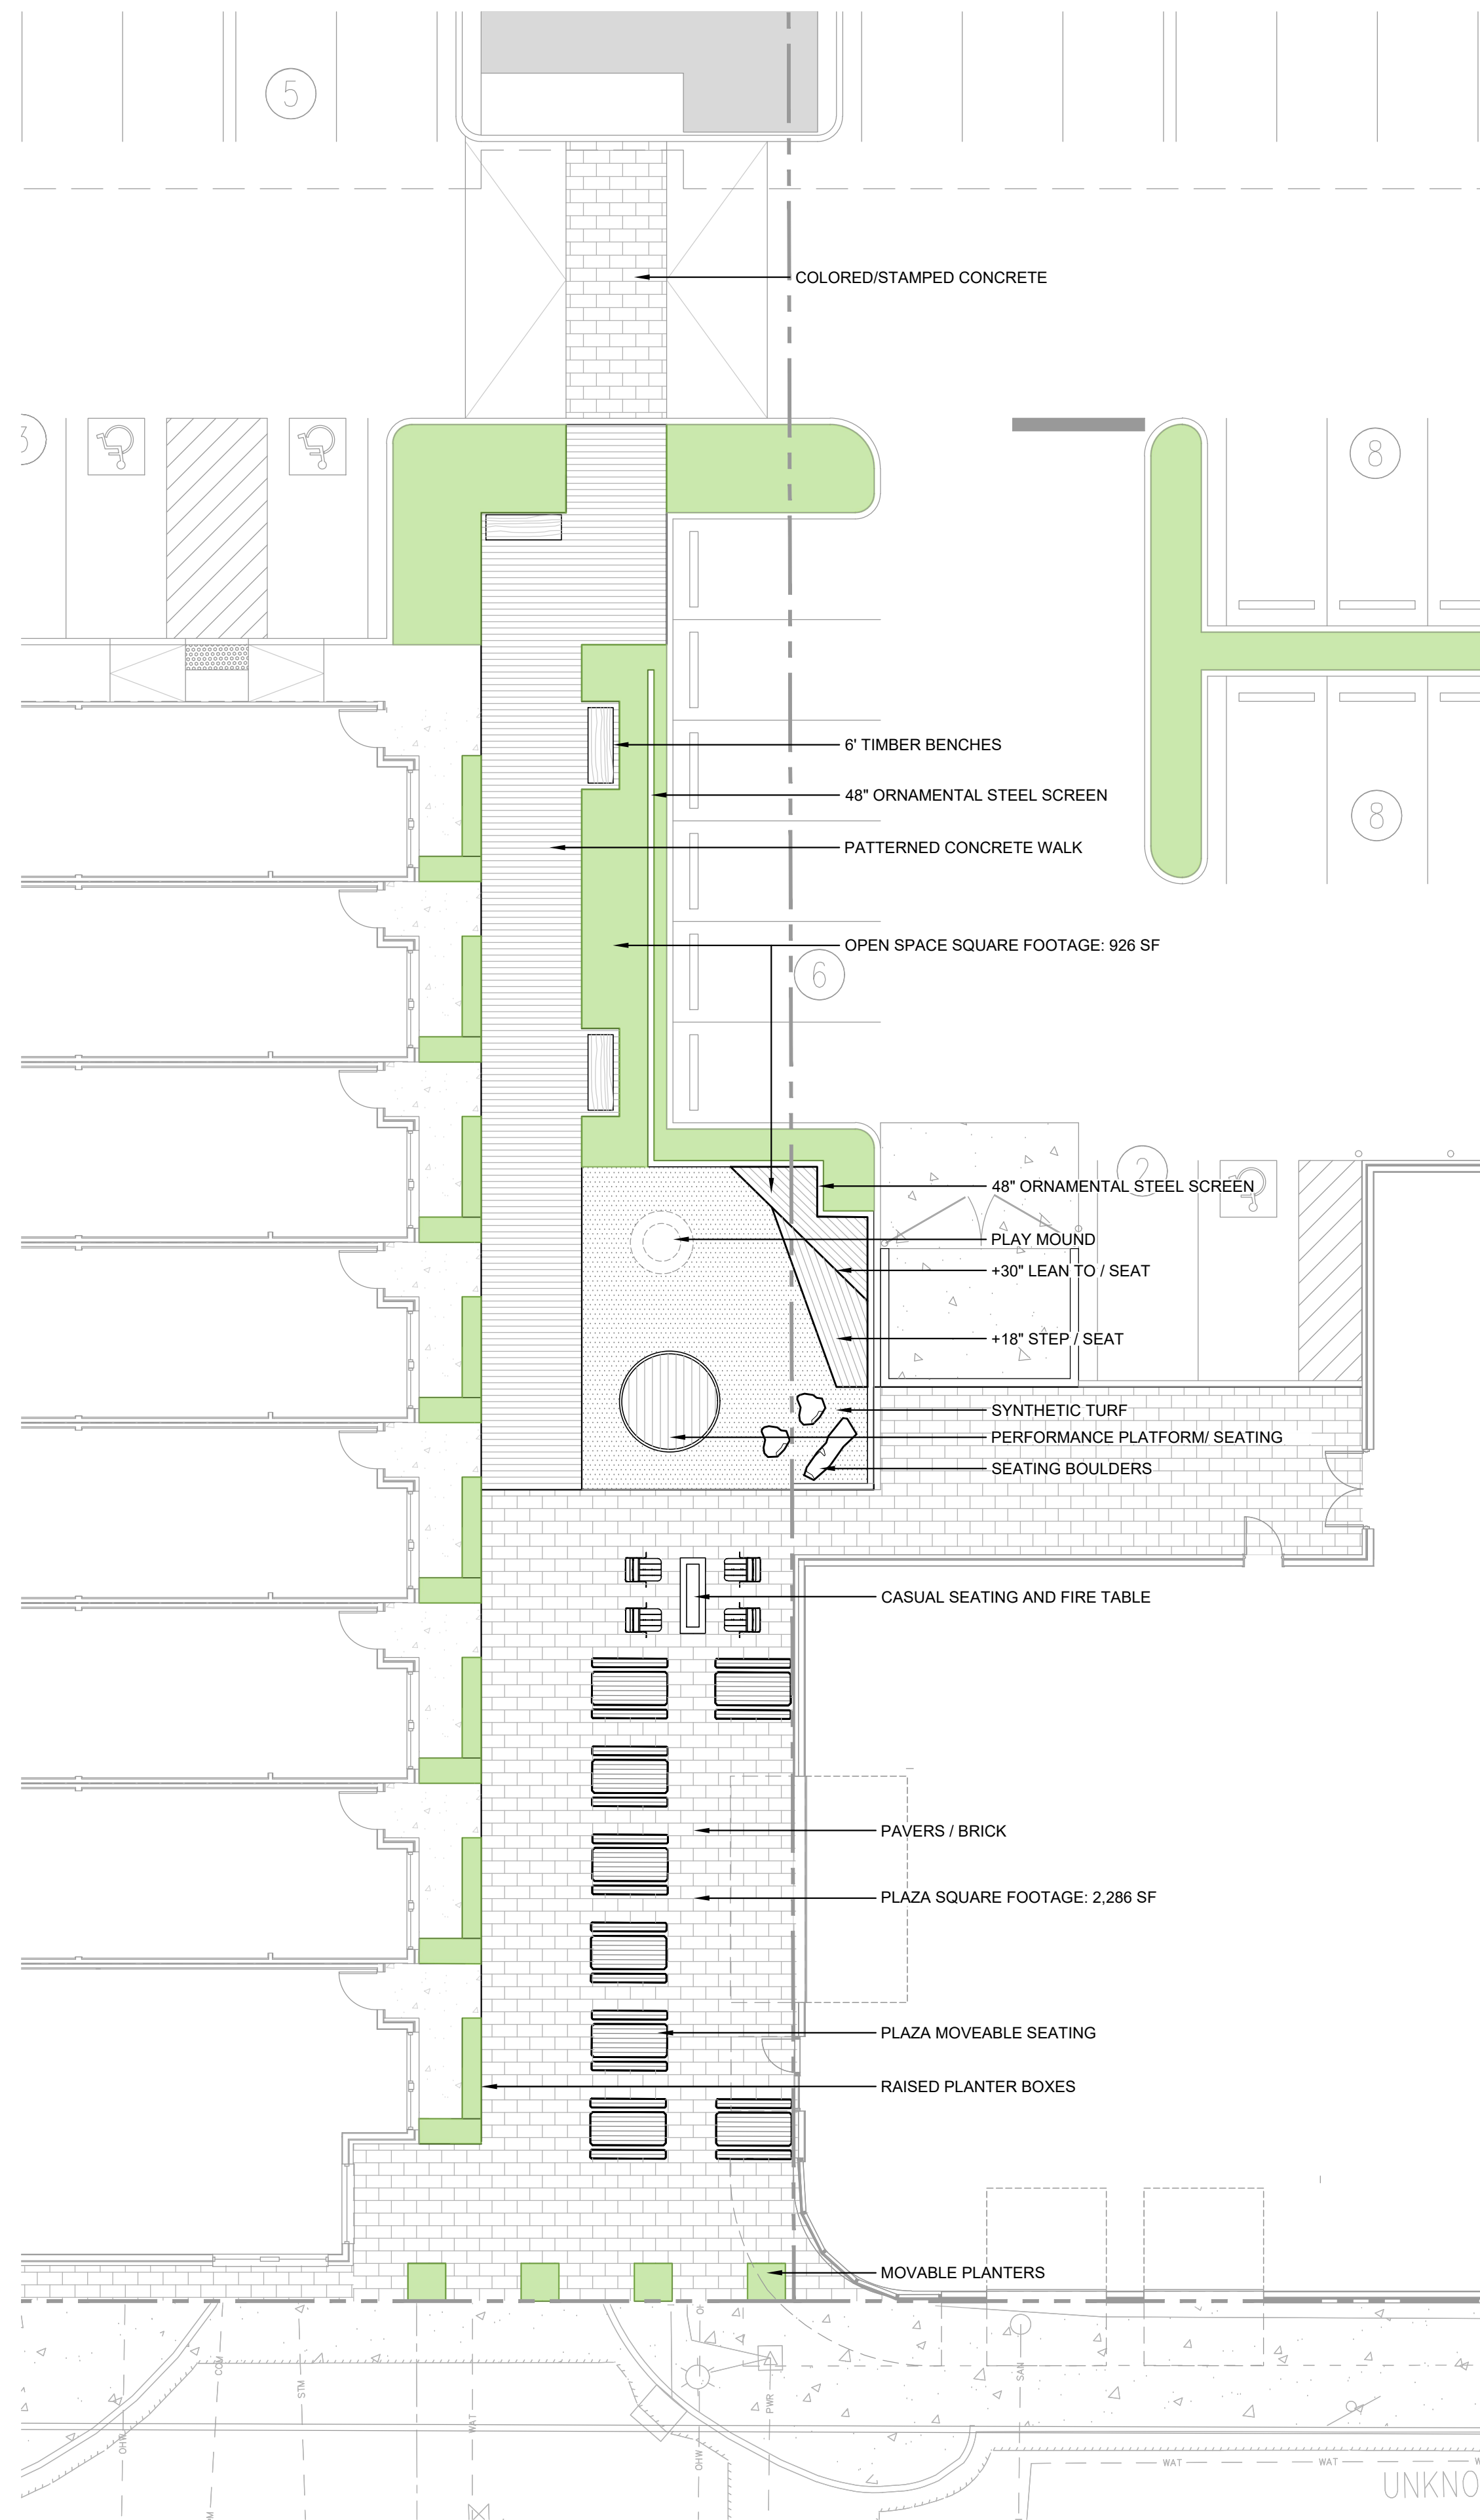 5
COLORED/STAMPED CONCRETE
3
8
6' TIMBER BENCHES
48" ORNAMENTAL STEEL SCREEN
8
PATTERNED CONCRETE WALK
OPEN SPACE SQUARE FOOTAGE: 926 SF
6
2
48" ORNAMENTAL STEEL SCREEN
PLAY MOUND
+30" LEAN TO / SEAT
+18" STEP / SEAT
SYNTHETIC TURF
PERFORMANCE PLATFORM/ SEATING
SEATING BOULDERS
CASUAL SEATING AND FIRE TABLE
PAVERS / BRICK
PLAZA SQUARE FOOTAGE: 2,286 SF
PLAZA MOVEABLE SEATING
RAISED PLANTER BOXES
MOVABLE PLANTERS
COM
STM
WAT
SAN
PWR
OHW
OHW
WAT
WAT
UNKNO